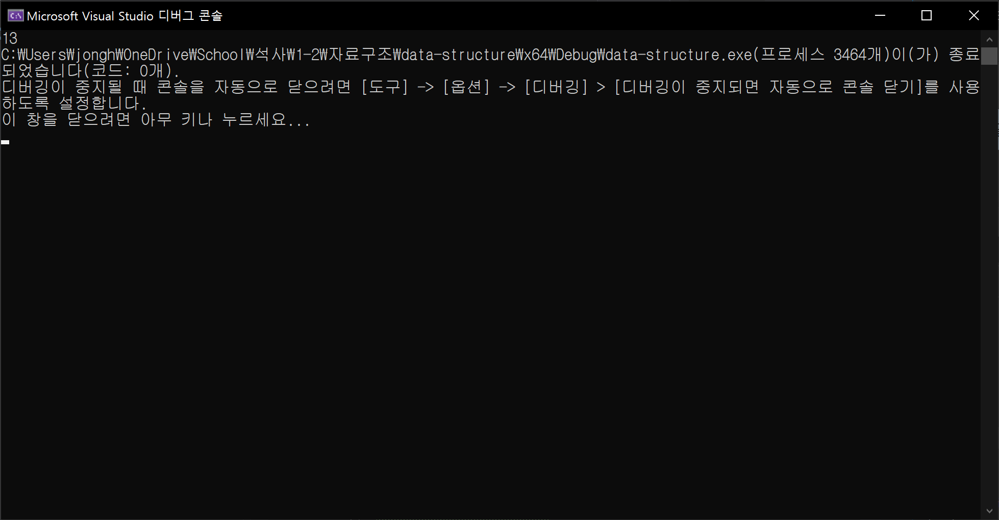 Microsoft Visual Studio 디버그 콘솔
13
C:₩Users₩jongh₩OneDrive₩School₩석사₩1-2₩자료구조₩data-structure₩x64₩Debug₩data-structure.exe(프로세스 3464개)이(가) 종료
되었습니다(코드: 0개).
디버깅이 중지될 때 콘솔을 자동으로 닫으려면 [도구] -> [옵션] -> [디버깅] > [디버깅이 중지되면 자동으로 콘솔 닫기]를 사용
하도록 설정합니다.
이 창을 닫으려면 아무 키나 누르세요...